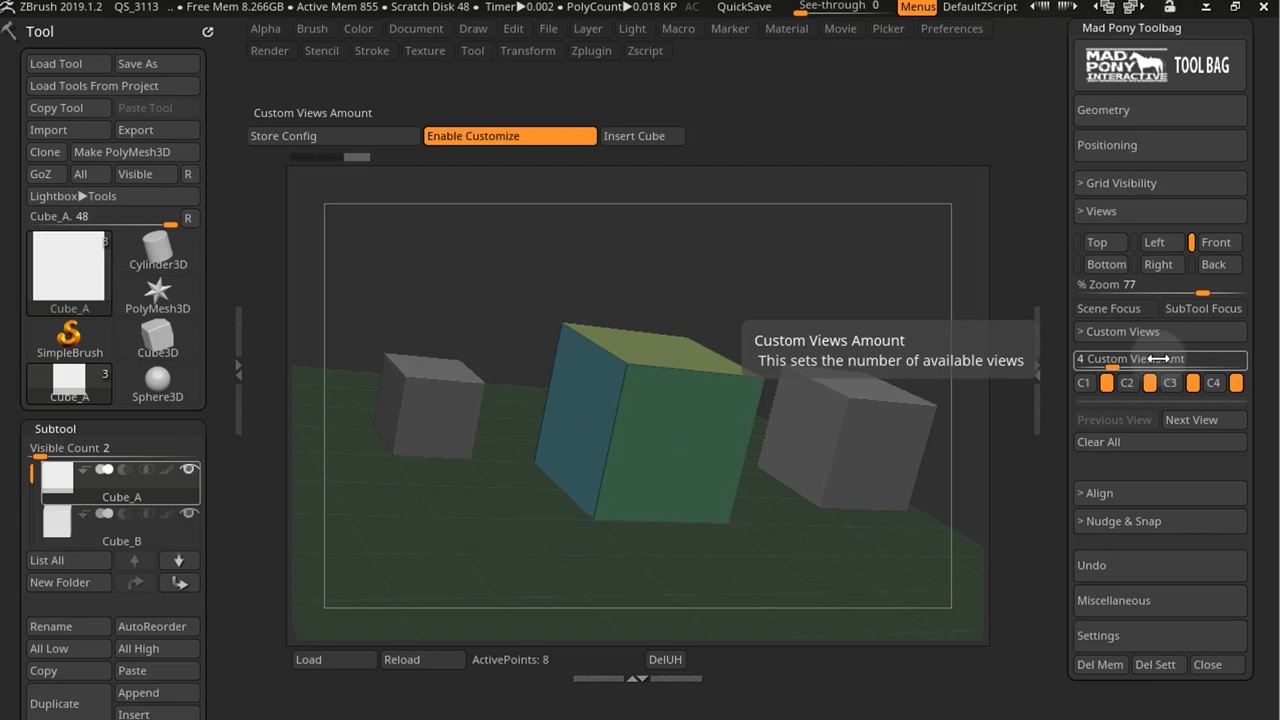 ZBrush 2019.1.2 QS_3113 .. • Free Mem 8.266GB • Active Mem 855 • Scratch Disk 48 • Timer▶0.002 • PolyCount▶0.018 KP AC QuickSave See-through 0 Menus DefaultZScript
Tool
Alpha Brush Color Document Draw Edit File Layer Light Macro Marker Material Movie Picker Preferences
Render Stencil Stroke Texture Tool Transform Zplugin Zscript
Load Tool Save As
Load Tools From Project
Copy Tool Paste Tool
Import Export
Clone Make PolyMesh3D
GoZ All Visible R
Lightbox▶Tools
Cube_A. 48 R
3
Cube_A
Cylinder3D
PolyMesh3D
SimpleBrush
Cube3D
3
Cube_A
Sphere3D
Subtool
Visible Count 2
Cube_A
Cube_B
List All
New Folder
Rename AutoReorder
All Low All High
Copy Paste
Duplicate Append
Insert
Custom Views Amount
Store Config Enable Customize Insert Cube
Custom Views Amount
This sets the number of available views
Load Reload ActivePoints: 8 DelUH
Mad Pony Toolbag
MAD PONY INTERACTIVE TOOL BAG
Geometry
Positioning
> Grid Visibility
> Views
Top Left Front
Bottom Right Back
% Zoom 77
Scene Focus SubTool Focus
> Custom Views
4 Custom Views Amt
C1 C2 C3 C4
Previous View Next View
Clear All
> Align
> Nudge & Snap
Undo
Miscellaneous
Settings
Del Mem Del Sett Close